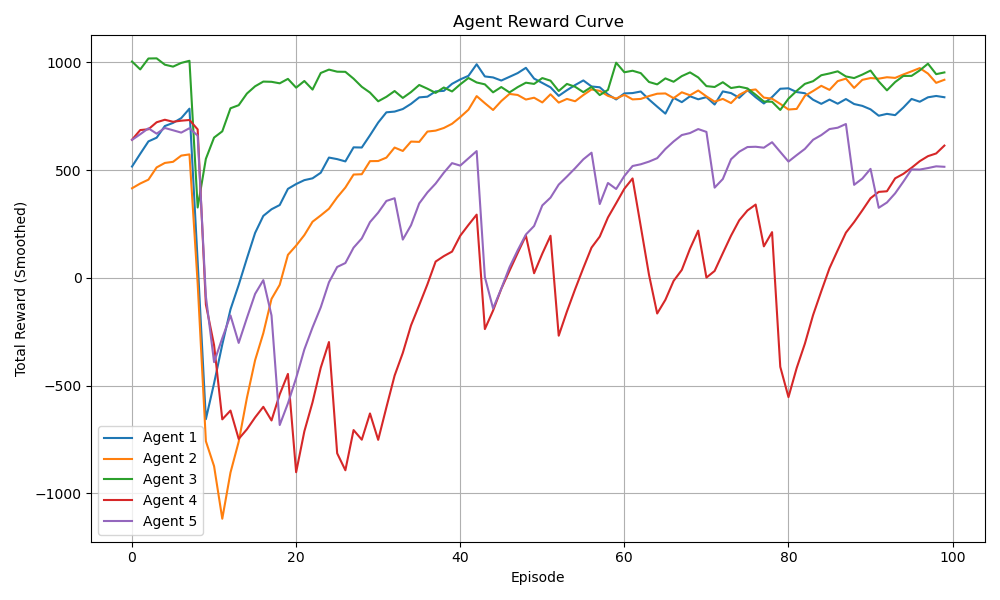 Agent Reward Curve
Total Reward (Smoothed)
1000
500
0
−500
−1000
Agent 1
Agent 2
Agent 3
Agent 4
Agent 5
0 20 40 60 80 100
Episode